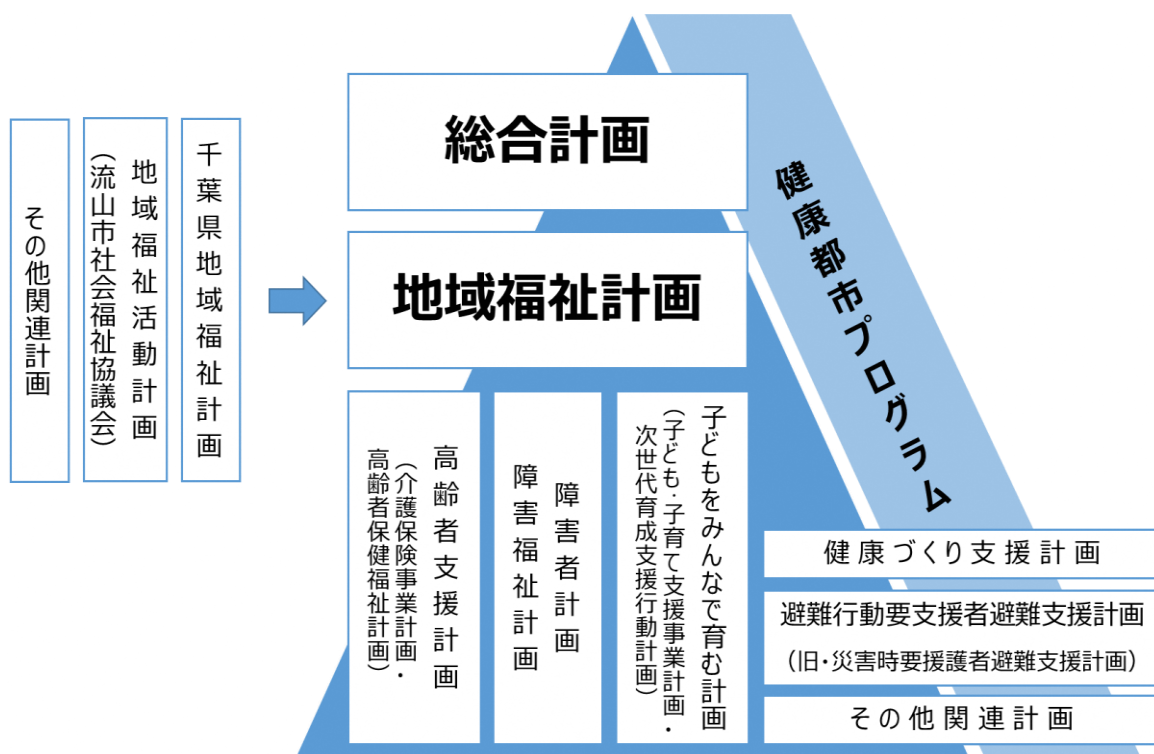 総合計画
地域福祉計画
千葉県地域福祉計画
地域福祉活動計画
(流山市社会福祉協議会)
その他関連計画
健康都市プログラム
子どもをみんなで育む計画
(子ども・子育て支援事業計画・
次世代育成支援行動計画)
障害者計画
障害福祉計画
高齢者支援計画
(介護保険事業計画・
高齢者保健福祉計画)
健康づくり支援計画
避難行動要支援者避難支援計画
(旧・災害時要援護者避難支援計画)
その他関連計画